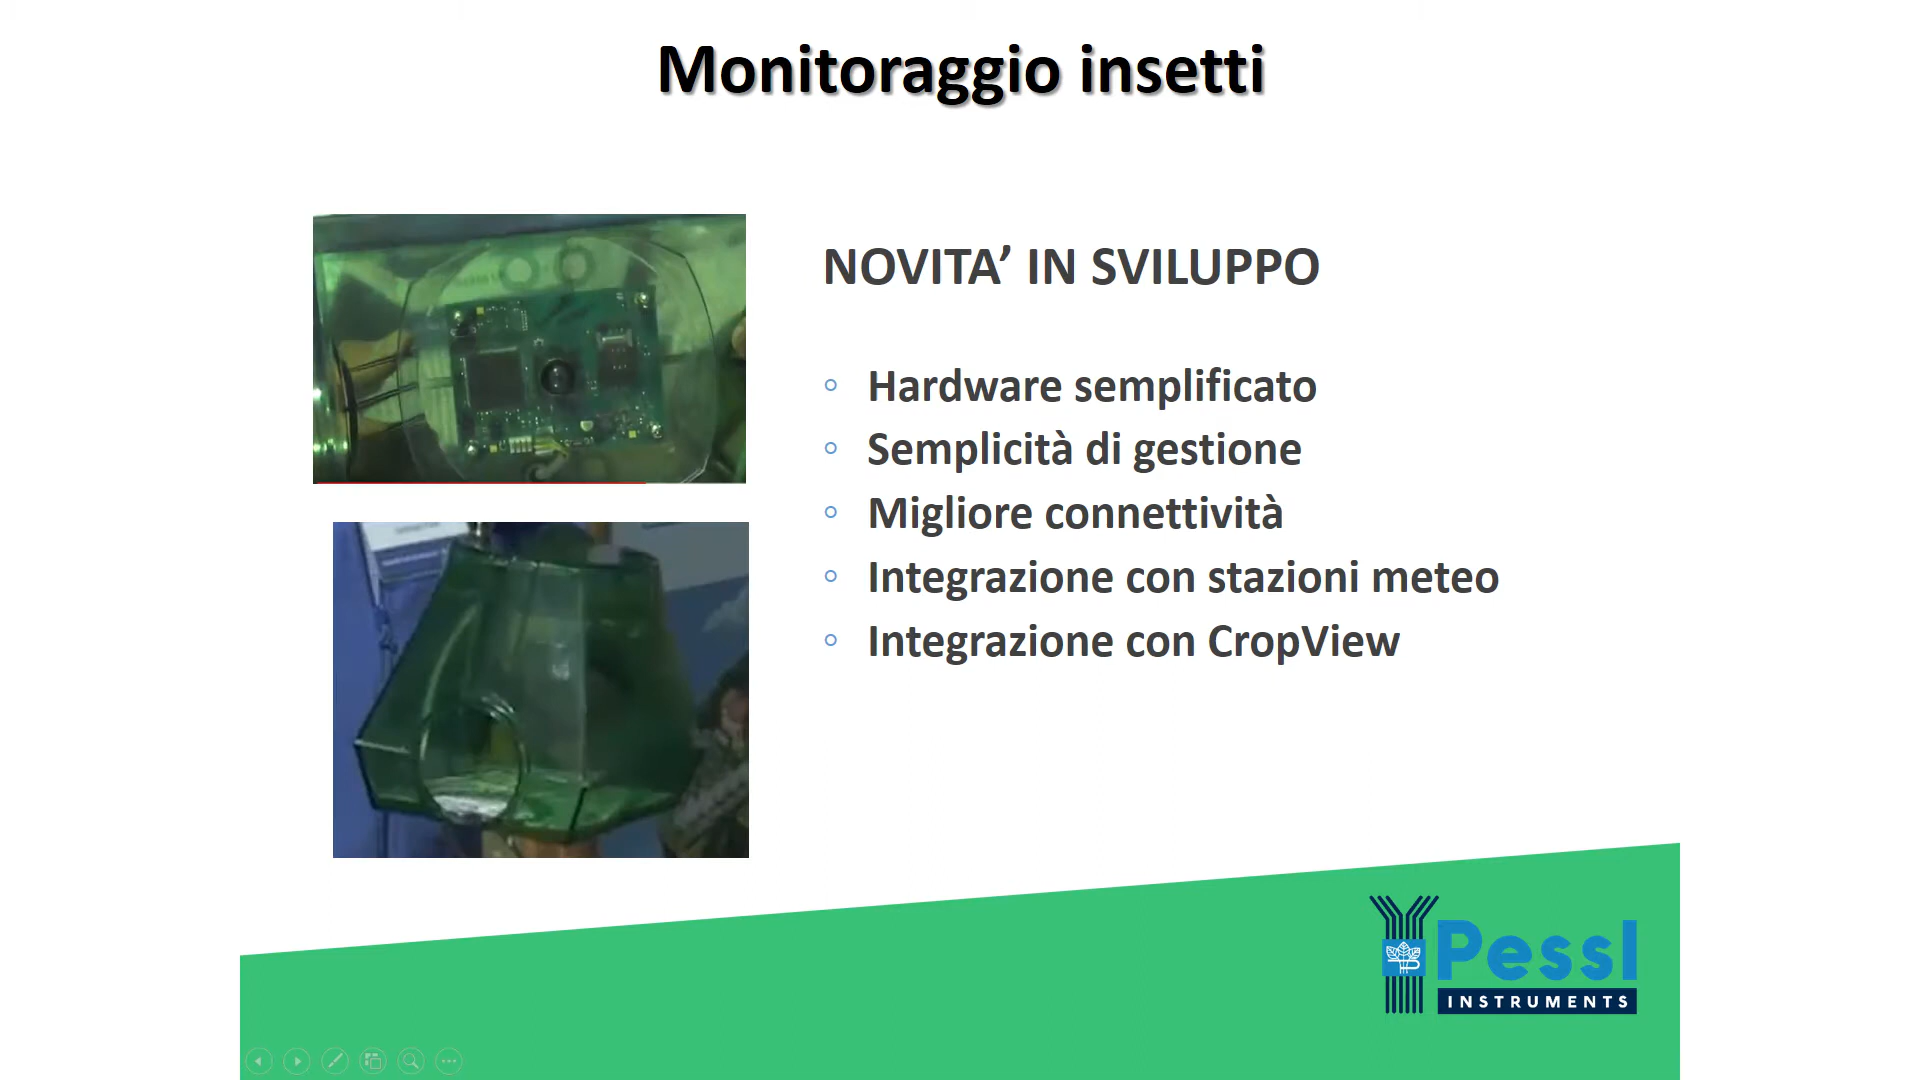 Monitoraggio insetti
NOVITA’ IN SVILUPPO
Hardware semplificato
Semplicità di gestione
Migliore connettività
Integrazione con stazioni meteo
Integrazione con CropView
Pessl
INSTRUMENTS